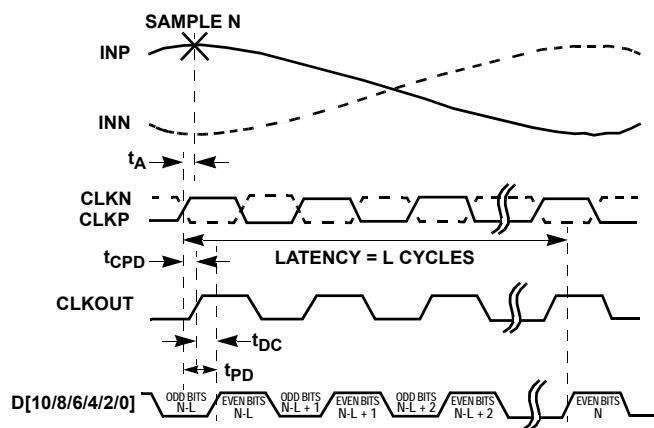 SAMPLE N
INP
INN
tA
CLKN
CLKP
LATENCY = L CYCLES
tCPD
CLKOUT
tDC
tPD
D[10/8/6/4/2/0]
ODD BITS
N-L
EVEN BITS
N-L
ODD BITS
N-L + 1
EVEN BITS
N-L + 1
ODD BITS
N-L + 2
EVEN BITS
N-L + 2
EVEN BITS
N